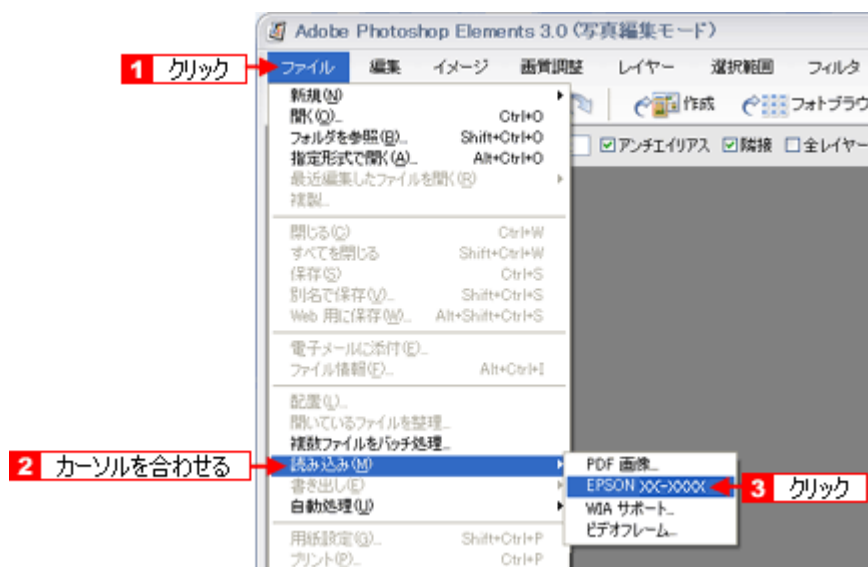 Adobe Photoshop Elements 3.0 (写真編集モード)
1 クリック
ファイル 編集 イメージ 画質調整 レイヤー 選択範囲 フィルタ
作成 フォトブラウ
アンチエイリアス 隣接 全レイヤー
新規(N)
開く(O)... Ctrl+O
フォルダを参照(B)... Shift+Ctrl+O
指定形式で開く(A)... Alt+Ctrl+O
最近編集したファイルを開く(R)
複製...
閉じる(C) Ctrl+W
すべてを閉じる Shift+Ctrl+W
保存(S) Ctrl+S
別名で保存(V)... Shift+Ctrl+S
Web 用に保存(W)... Alt+Shift+Ctrl+S
電子メールに添付(E)...
ファイル情報(F)... Alt+Ctrl+I
配置(L)...
開いているファイルを整理...
複数ファイルをバッチ処理...
2 カーソルを合わせる
読み込み(M)
書き出し(E)
自動処理(U)
用紙設定(G)... Shift+Ctrl+P
プリント(P)... Ctrl+P
PDF 画像...
EPSON XX-XXXX
3 クリック
WIA サポート...
ビデオフレーム...